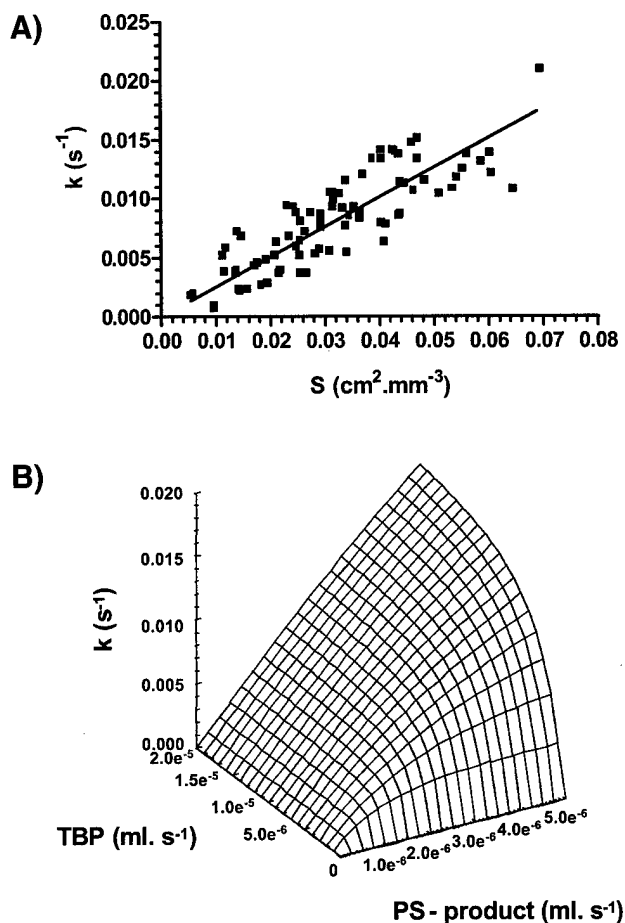 A)
k (s-1)
0.025
0.020
0.015
0.010
0.005
0.000
0.00 0.01 0.02 0.03 0.04 0.05 0.06 0.07 0.08
S (cm2.mm-3)
B)
k (s-1)
0.020
0.015
0.010
0.005
0.000
2.0e-5
1.5e-5
1.0e-5
5.0e-6
0
TBP (ml. s-1)
1.0e-6 2.0e-6 3.0e-6 4.0e-6 5.0e-6
PS - product (ml. s-1)